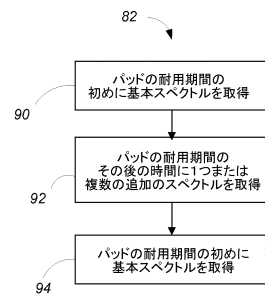 82
パッドの耐用期間の
初めに基本スペクトルを取得
90
パッドの耐用期間の
その後の時間に1つまたは
複数の追加のスペクトルを取得
92
パッドの耐用期間の初めに
基本スペクトルを取得
94